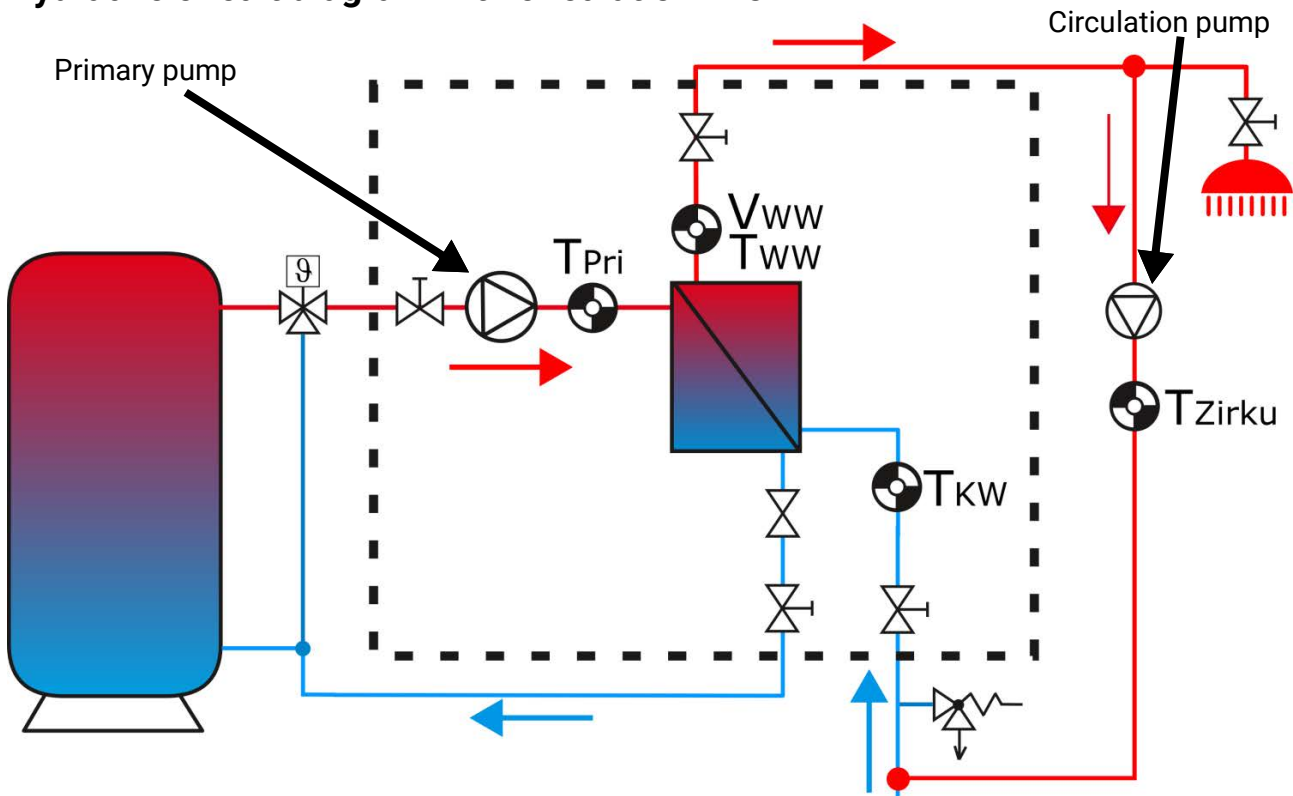 Circulation pump
Primary pump
VWW
TWW
TPri
ϑ
TZirku
TKW